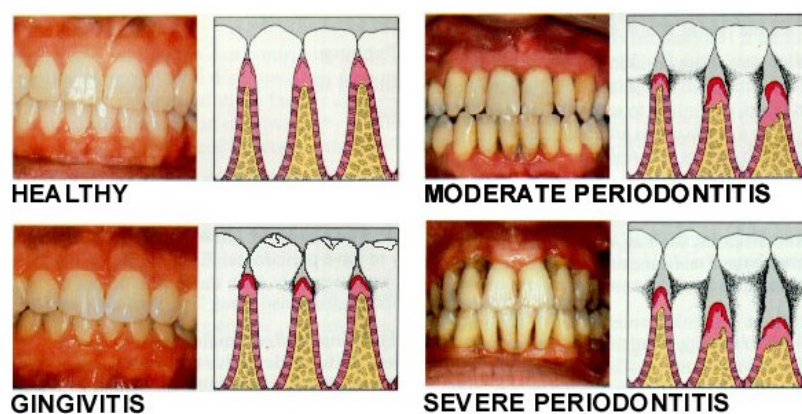 HEALTHY
MODERATE PERIODONTITIS
GINGIVITIS
SEVERE PERIODONTITIS